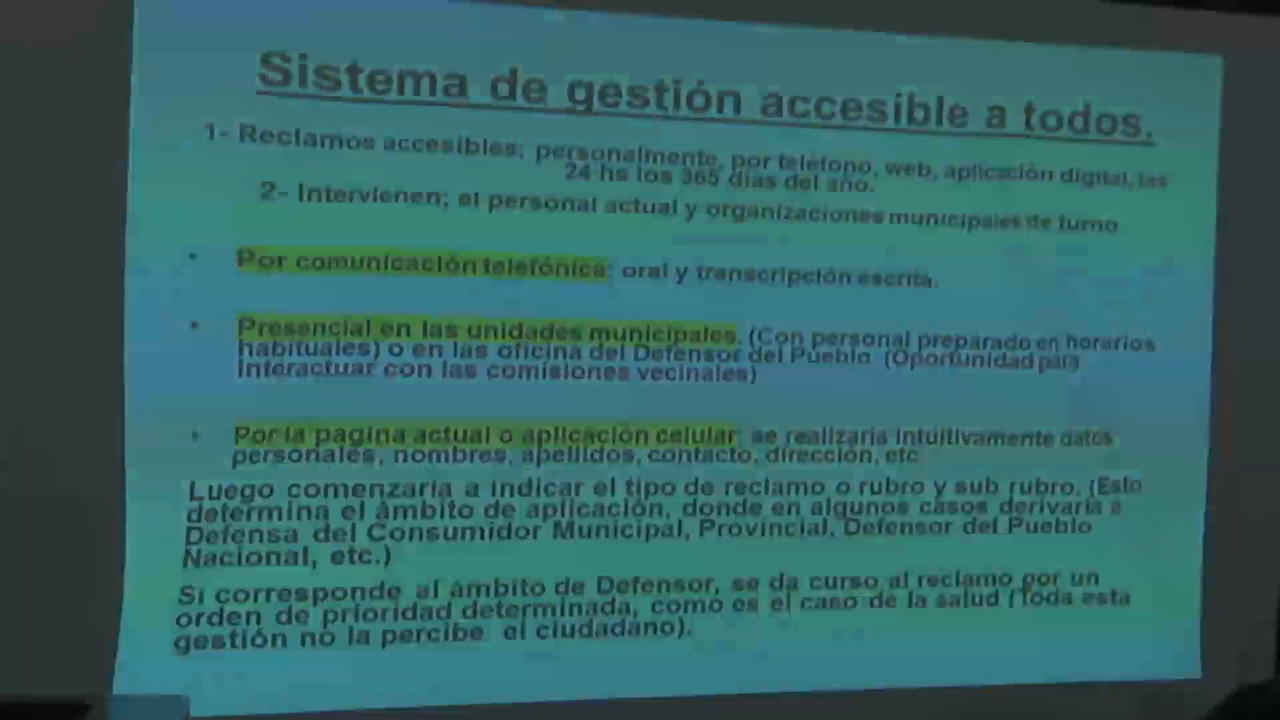 Sistema de gestión accesible a todos.
1- Reclamos accesibles; personalmente, por teléfono, web, aplicación digital, las
24 hs los 365 días del año.
2- Intervienen; el personal actual y organizaciones municipales de turno
• Por comunicación telefónica; oral y transcripción escrita.
• Presencial en las unidades municipales. (Con personal preparado en horarios
habituales) o en las oficina del Defensor del Pueblo (Oportunidad para
interactuar con las comisiones vecinales)
• Por la pagina actual o aplicación celular; se realizaría intuitivamente datos
personales, nombres, apellidos, contacto, dirección, etc
Luego comenzaría a indicar el tipo de reclamo o rubro y sub rubro. (Esto
determina el ámbito de aplicación, donde en algunos casos derivaría a
Defensa del Consumidor Municipal, Provincial, Defensor del Pueblo
Nacional, etc.)
Si corresponde al ámbito de Defensor, se da curso al reclamo por un
orden de prioridad determinada, como es el caso de la salud (Toda esta
gestión no la percibe el ciudadano).